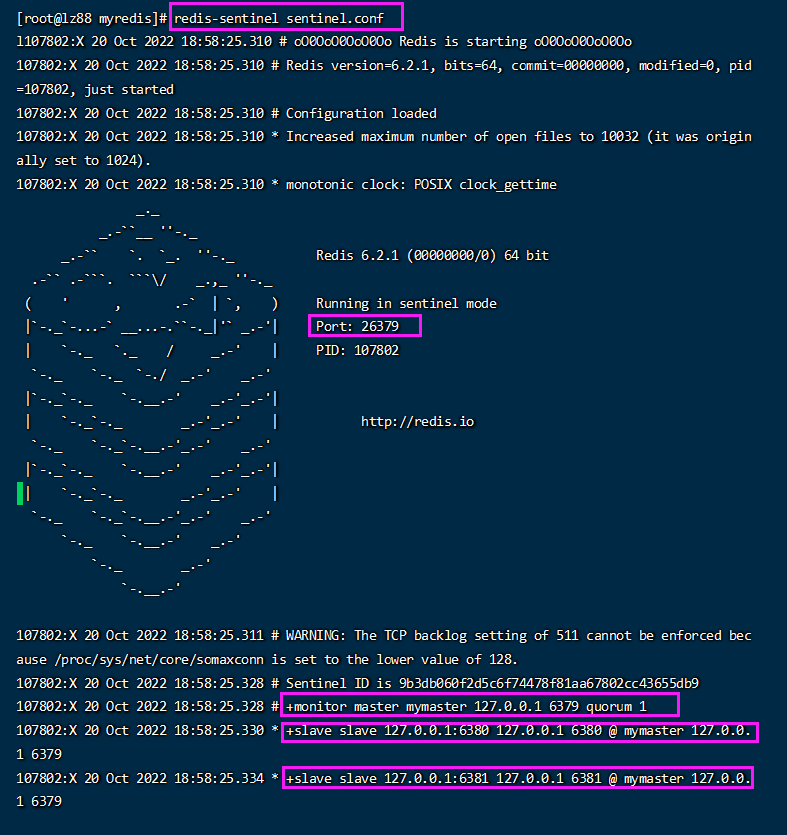 [root@lz88 myredis]# redis-sentinel sentinel.conf
l107802:X 20 Oct 2022 18:58:25.310 # oO0OoO0OoO0Oo Redis is starting oO0OoO0OoO0Oo
107802:X 20 Oct 2022 18:58:25.310 # Redis version=6.2.1, bits=64, commit=00000000, modified=0, pid
=107802, just started
107802:X 20 Oct 2022 18:58:25.310 # Configuration loaded
107802:X 20 Oct 2022 18:58:25.310 * Increased maximum number of open files to 10032 (it was origin
ally set to 1024).
107802:X 20 Oct 2022 18:58:25.310 * monotonic clock: POSIX clock_gettime
Redis 6.2.1 (00000000/0) 64 bit
Running in sentinel mode
Port: 26379
PID: 107802
http://redis.io
107802:X 20 Oct 2022 18:58:25.311 # WARNING: The TCP backlog setting of 511 cannot be enforced bec
ause /proc/sys/net/core/somaxconn is set to the lower value of 128.
107802:X 20 Oct 2022 18:58:25.328 # Sentinel ID is 9b3db060f2d5c6f74478f81aa67802cc43655db9
107802:X 20 Oct 2022 18:58:25.328 # +monitor master mymaster 127.0.0.1 6379 quorum 1
107802:X 20 Oct 2022 18:58:25.330 * +slave slave 127.0.0.1:6380 127.0.0.1 6380 @ mymaster 127.0.0.
1 6379
107802:X 20 Oct 2022 18:58:25.334 * +slave slave 127.0.0.1:6381 127.0.0.1 6381 @ mymaster 127.0.0.
1 6379